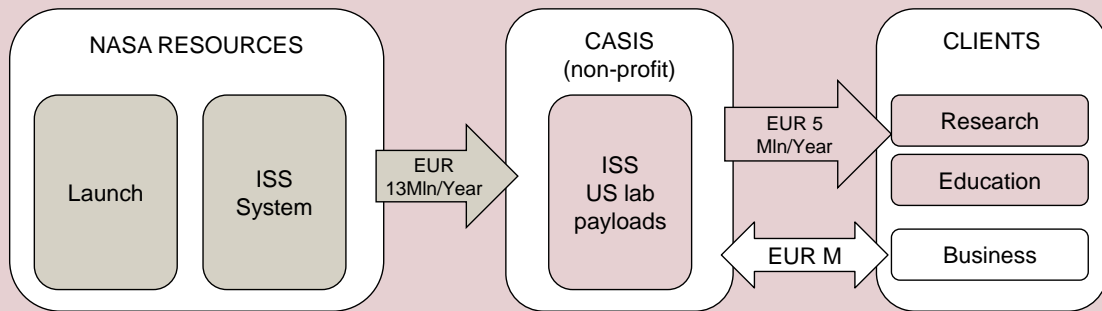 NASA RESOURCES
Launch
ISS
System
EUR
13Mln/Year
CASIS
(non-profit)
ISS
US lab
payloads
EUR 5
Mln/Year
EUR M
CLIENTS
Research
Education
Business